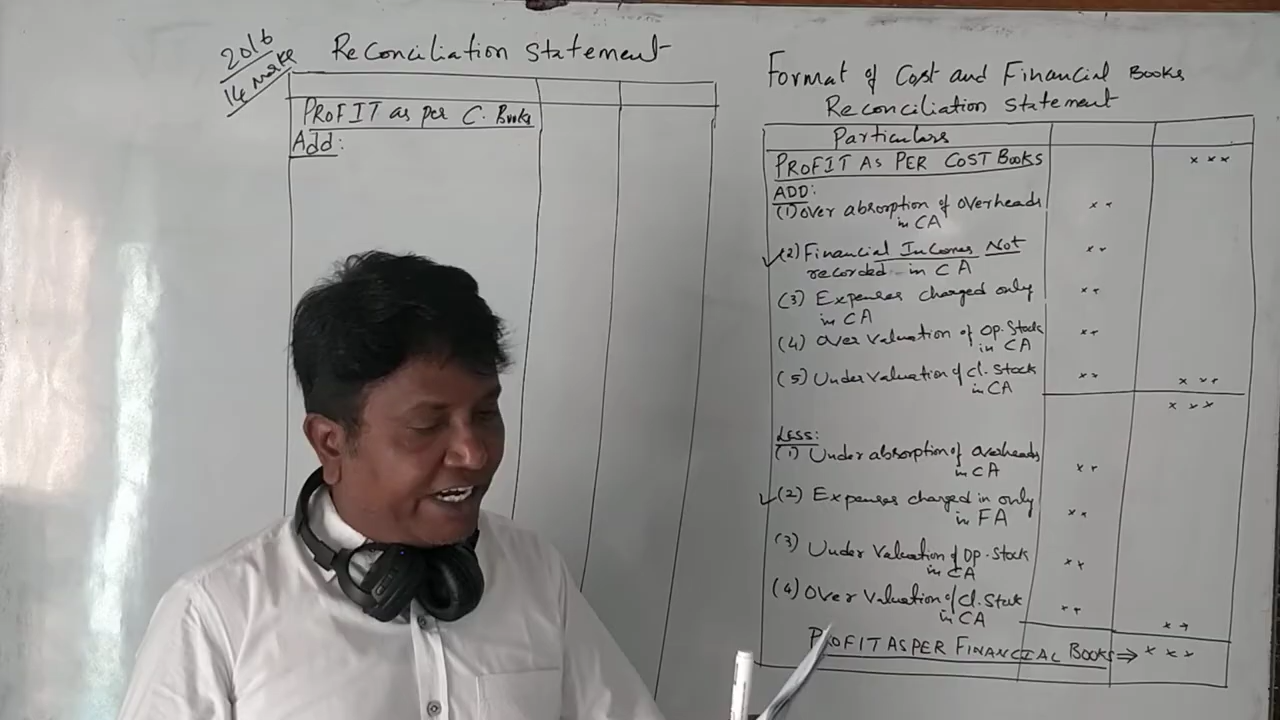 2016
14 marks
Reconciliation Statement
PROFIT as per C. Books
Add:
Format of Cost and Financial Books
Reconciliation Statement
Particulars
PROFIT AS PER COST Books
x x x
ADD:
(1) Over absorption of Overheads
in CA
x x
(2) Financial Incomes Not
recorded in CA
x x
(3) Expenses charged only
in CA
x x
(4) Over Valuation of Op. Stock
in CA
x x
(5) Under Valuation of Cl. Stock
in CA
x x
x x x
x x x
LESS:
(1) Under absorption of overheads
in CA
x x
(2) Expenses charged in only
in FA
x x
(3) Under Valuation of Op. Stock
in CA
x x
(4) Over Valuation of Cl. Stock
in CA
x x
x x
PROFIT AS PER FINANCIAL Books ⇒ x x x